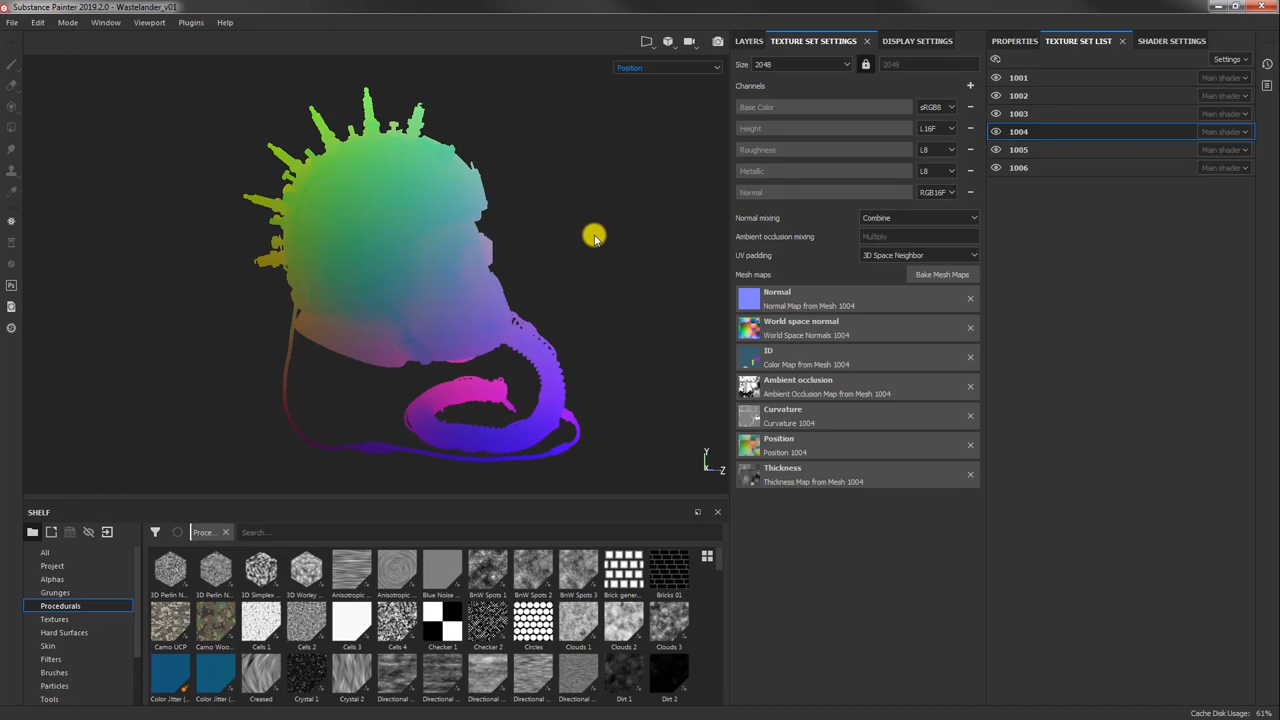 Substance Painter 2019.2.0 - Wastelander_v01
File Edit Mode Window Viewport Plugins Help
Position
Y
Z
LAYERS TEXTURE SET SETTINGS DISPLAY SETTINGS
Size 2048 2048
Channels
Base Color sRGB8
Height L16F
Roughness L8
Metallic L8
Normal RGB16F
Normal mixing Combine
Ambient occlusion mixing Multiply
UV padding 3D Space Neighbor
Mesh maps Bake Mesh Maps
Normal
Normal Map from Mesh 1004
World space normal
World Space Normals 1004
ID
Color Map from Mesh 1004
Ambient occlusion
Ambient Occlusion Map from Mesh 1004
Curvature
Curvature 1004
Position
Position 1004
Thickness
Thickness Map from Mesh 1004
PROPERTIES TEXTURE SET LIST SHADER SETTINGS
Settings
1001 Main shader
1002 Main shader
1003 Main shader
1004 Main shader
1005 Main shader
1006 Main shader
SHELF
Proce... Search...
All
Project
Alphas
Grunges
Procedurals
Textures
Hard Surfaces
Skin
Filters
Brushes
Particles
Tools
3D Perlin N... 3D Perlin N... 3D Simplex ... 3D Worley ... Anisotropic ... Anisotropic ... Blue Noise ... BnW Spots 1 BnW Spots 2 BnW Spots 3 Brick gener... Bricks 01
Camo UCP Camo Woo... Cells 1 Cells 2 Cells 3 Cells 4 Checker 1 Checker 2 Circles Clouds 1 Clouds 2 Clouds 3
Color Jitter (... Color Jitter (... Creased Crystal 1 Crystal 2 Directional ... Directional ... Directional ... Directional ... Directional ... Dirt 1 Dirt 2
Cache Disk Usage: 61%